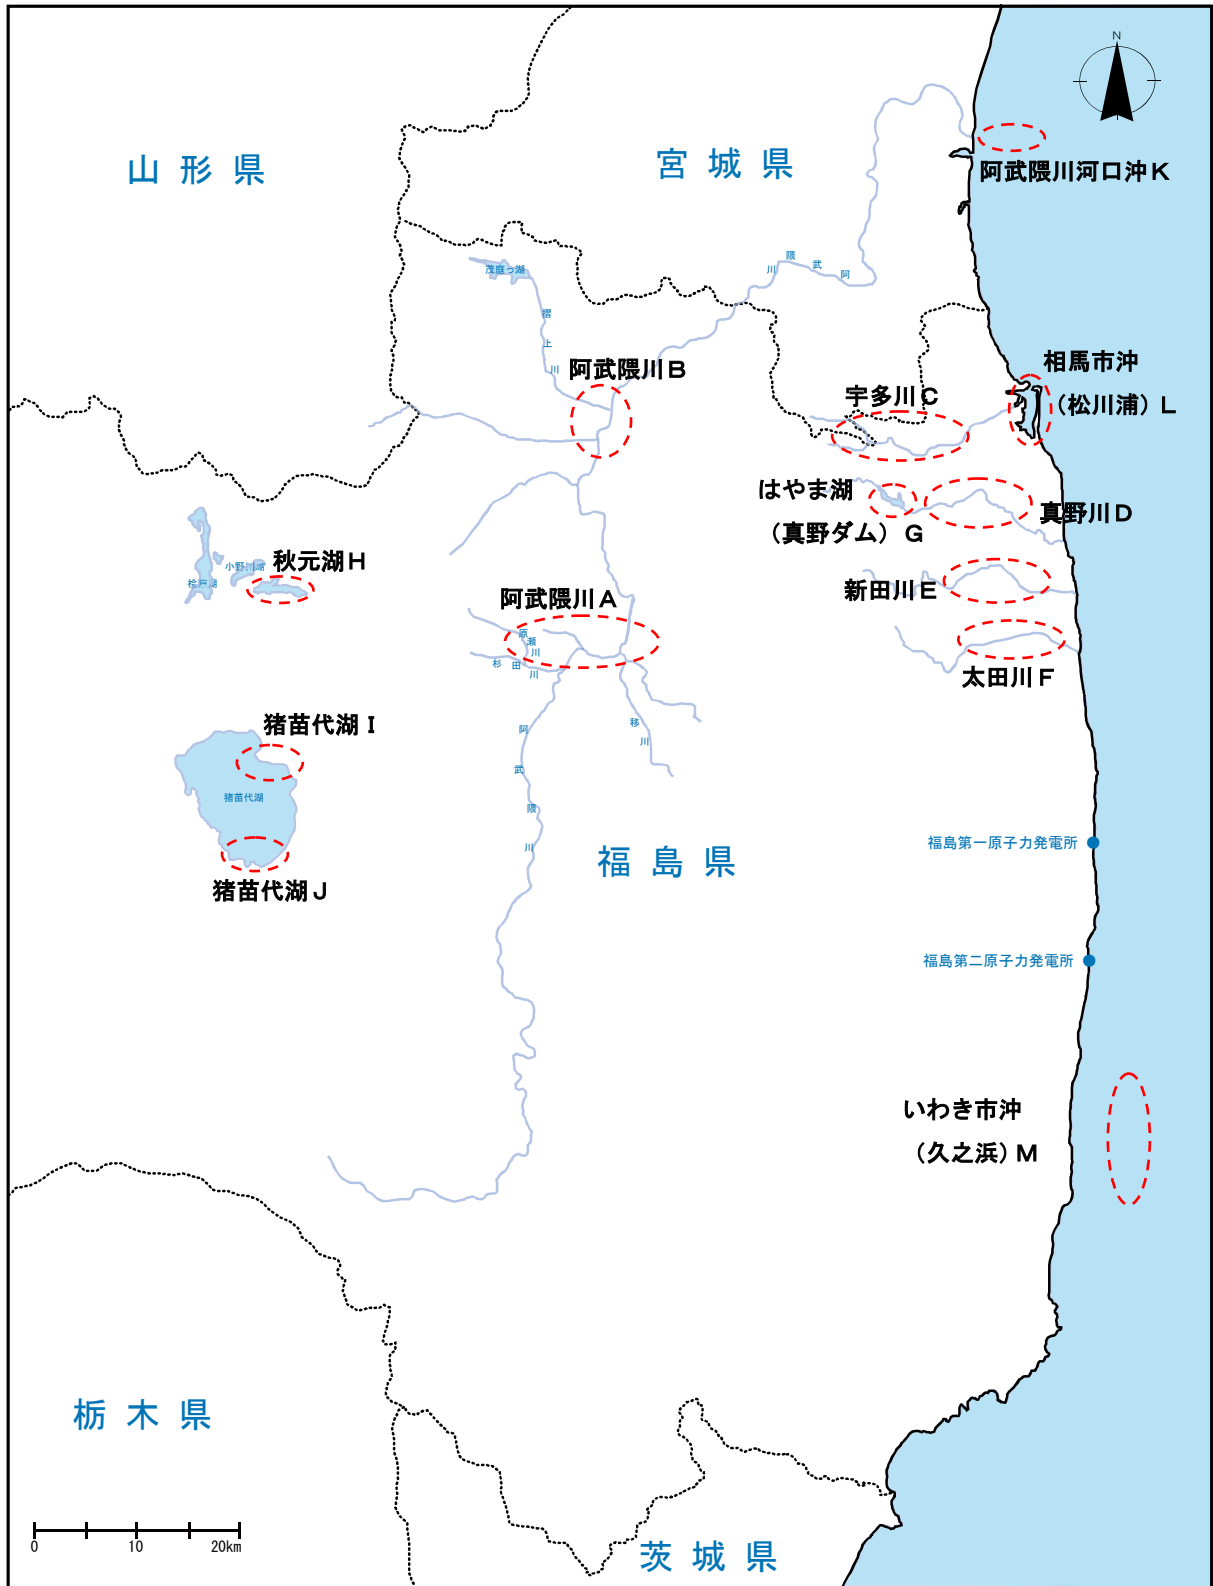 N
山形県
宮城県
阿武隈川河口沖K
茂庭っ湖
阿武隈川
摺上川
阿武隈川B
相馬市沖
(松川浦) L
宇多川C
はやま湖
(真野ダム) G
真野川D
秋元湖H
小野川湖
桧原湖
新田川E
阿武隈川A
原瀬川
杉田川
太田川F
猪苗代湖I
移川
阿武隈川
猪苗代湖
福島第一原子力発電所
福島県
猪苗代湖J
福島第二原子力発電所
いわき市沖
(久之浜) M
栃木県
0 10 20km
茨城県